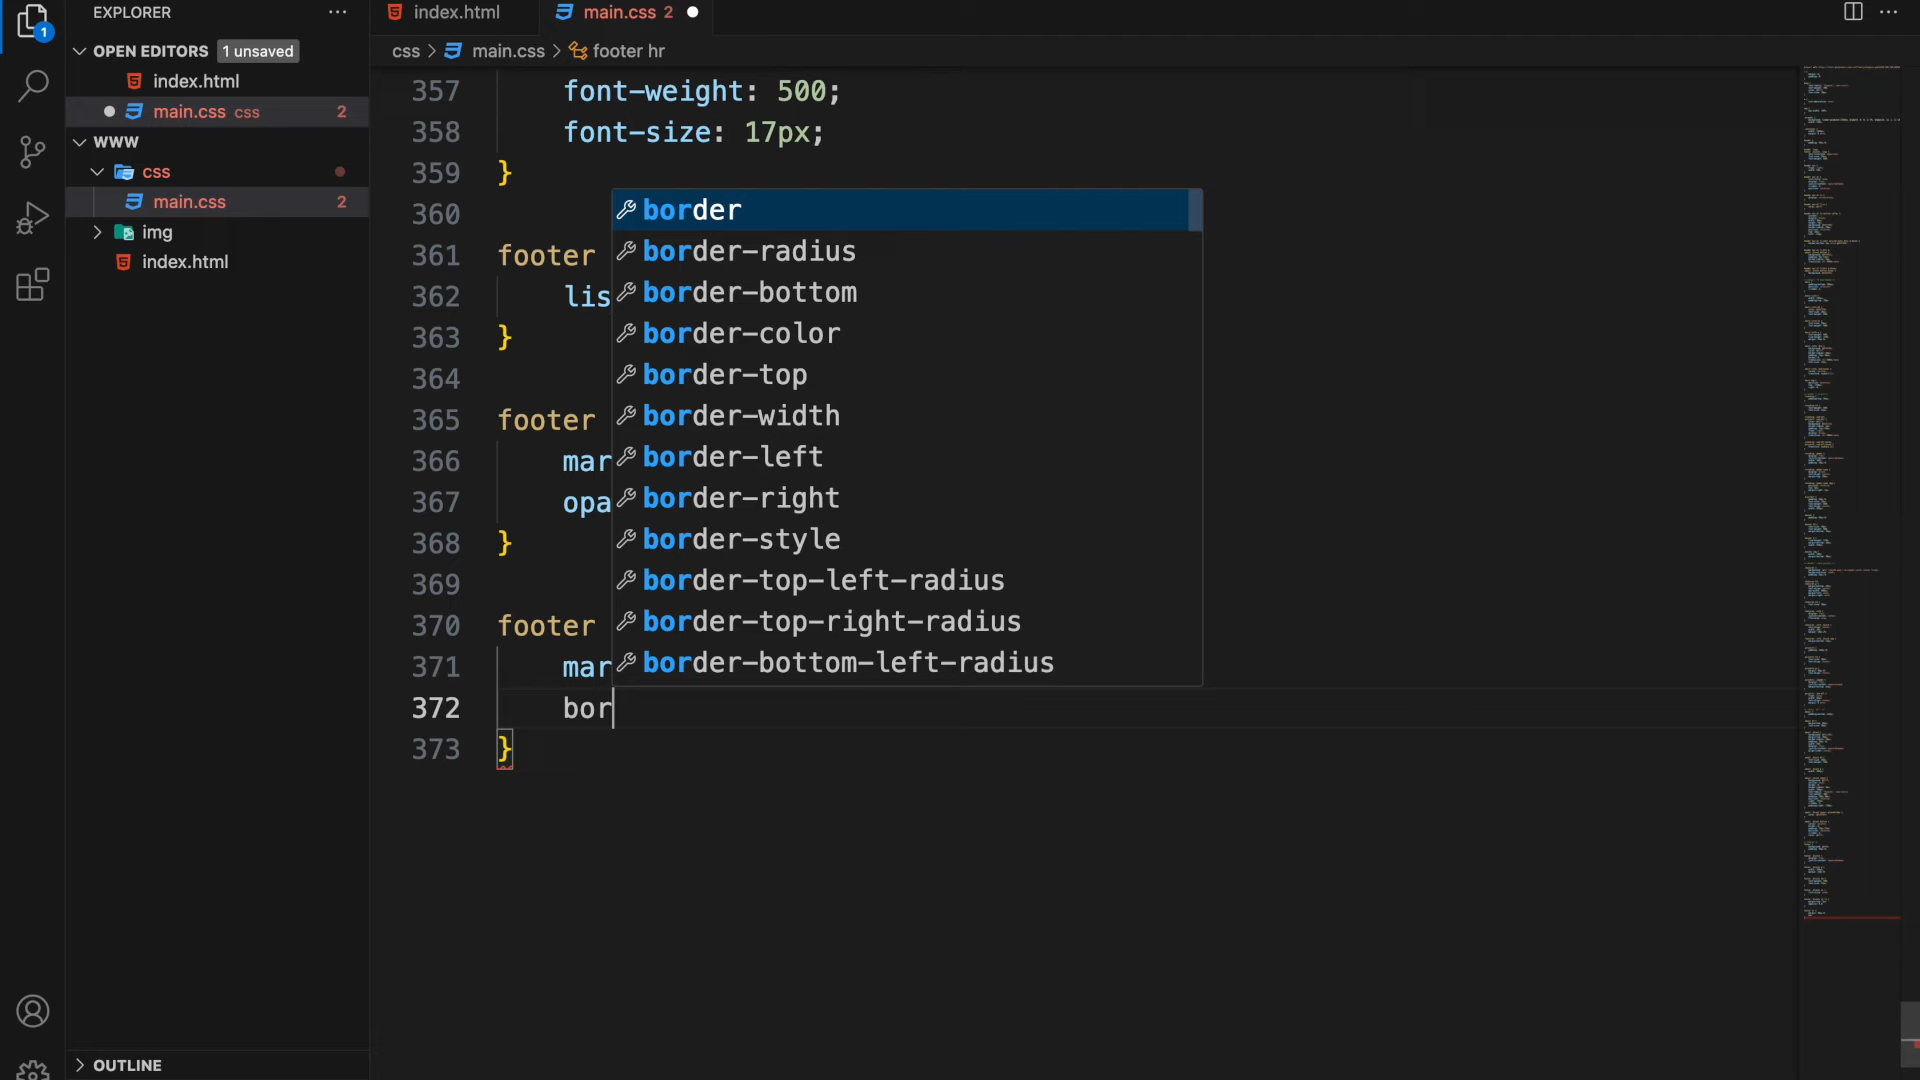 EXPLORER
OPEN EDITORS 1 unsaved
index.html
main.css css 2
WWW
css
main.css 2
img
index.html
OUTLINE
1
index.html
main.css 2
css > main.css > footer hr
357 font-weight: 500;
358 font-size: 17px;
359 }
360
361 footer
362 lis
363 }
364
365 footer
366 mar
367 opa
368 }
369
370 footer
371 mar
372 bor
373 }
border
border-radius
border-bottom
border-color
border-top
border-width
border-left
border-right
border-style
border-top-left-radius
border-top-right-radius
border-bottom-left-radius